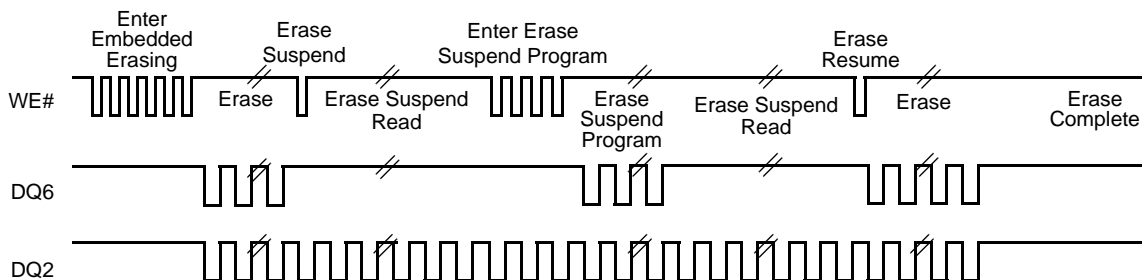 Enter
Embedded
Erasing
Erase
Suspend
Enter Erase
Suspend Program
Erase
Resume
WE#
Erase
Erase Suspend
Read
Erase
Suspend
Program
Erase Suspend
Read
Erase
Erase
Complete
DQ6
DQ2